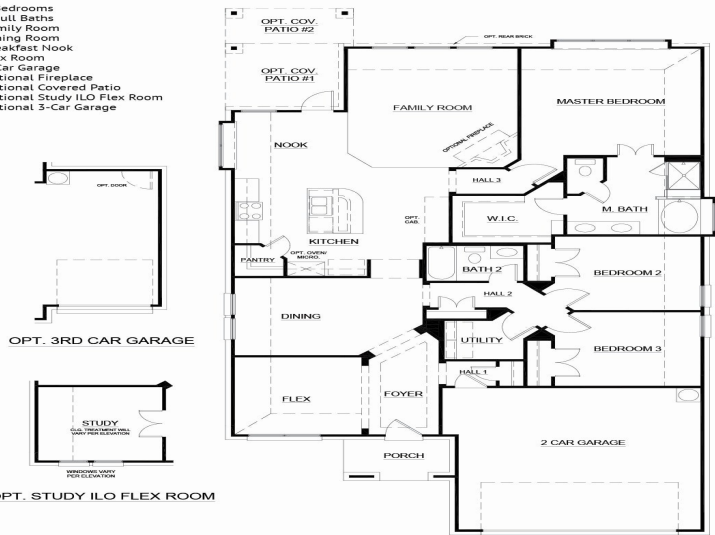 edrooms
ull Baths
mily Room
ning Room
eakfast Nook
x Room
Car Garage
tional Fireplace
tional Covered Patio
tional Study ILO Flex Room
tional 3-Car Garage
OPT. COV.
PATIO #2
OPT. REAR BRICK
OPT. COV.
PATIO #1
FAMILY ROOM
MASTER BEDROOM
NOOK
OPTIONAL FIREPLACE
HALL 3
OPT. DOOR
W.I.C.
M. BATH
OPT.
CAB.
KITCHEN
OPT. OVEN/
MICRO.
PANTRY
BATH 2
BEDROOM 2
HALL 2
DINING
OPT. 3RD CAR GARAGE
UTILITY
BEDROOM 3
HALL 1
FLEX
FOYER
STUDY
CLG. TREATMENT WILL
VARY PER ELEVATION
2 CAR GARAGE
PORCH
WINDOWS VARY
PER ELEVATION
PT. STUDY ILO FLEX ROOM